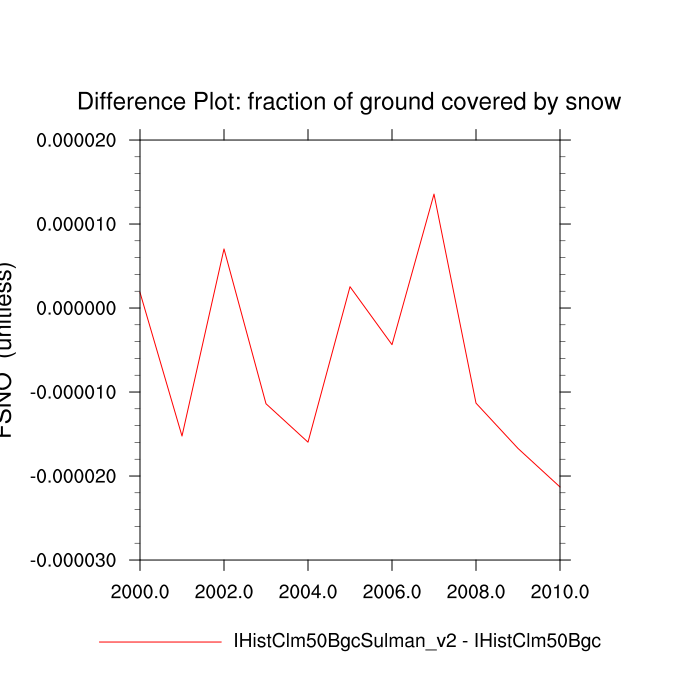 Difference Plot: fraction of ground covered by snow
0.000020
0.000010
0.000000
-0.000010
-0.000020
-0.000030
FSNO (unitless)
2000.0 2002.0 2004.0 2006.0 2008.0 2010.0
IHistClm50BgcSulman_v2 - IHistClm50Bgc